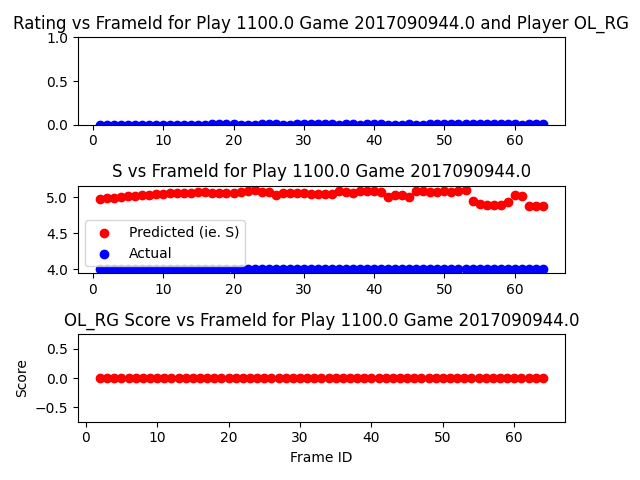 Rating vs FrameId for Play 1100.0 Game 2017090944.0 and Player OL_RG
1.0
0.5
0.0
0 10 20 30 40 50 60
S vs FrameId for Play 1100.0 Game 2017090944.0
5.0
4.5
4.0
Predicted (ie. S)
Actual
0 10 20 30 40 50 60
OL_RG Score vs FrameId for Play 1100.0 Game 2017090944.0
Score
0.5
0.0
−0.5
0 10 20 30 40 50 60
Frame ID